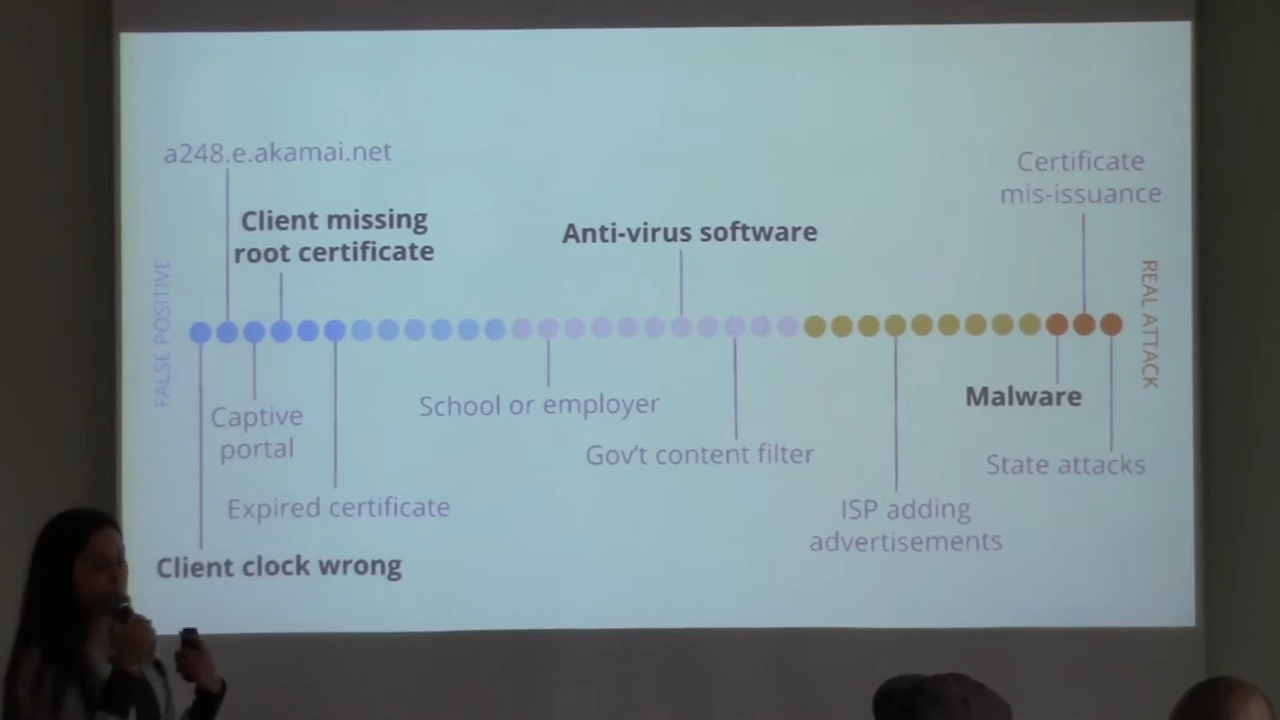 a248.e.akamai.net
Certificate
mis-issuance
Client missing
root certificate
Anti-virus software
FALSE POSITIVE
REAL ATTACK
Captive
portal
School or employer
Malware
Gov't content filter
State attacks
Expired certificate
ISP adding
advertisements
Client clock wrong